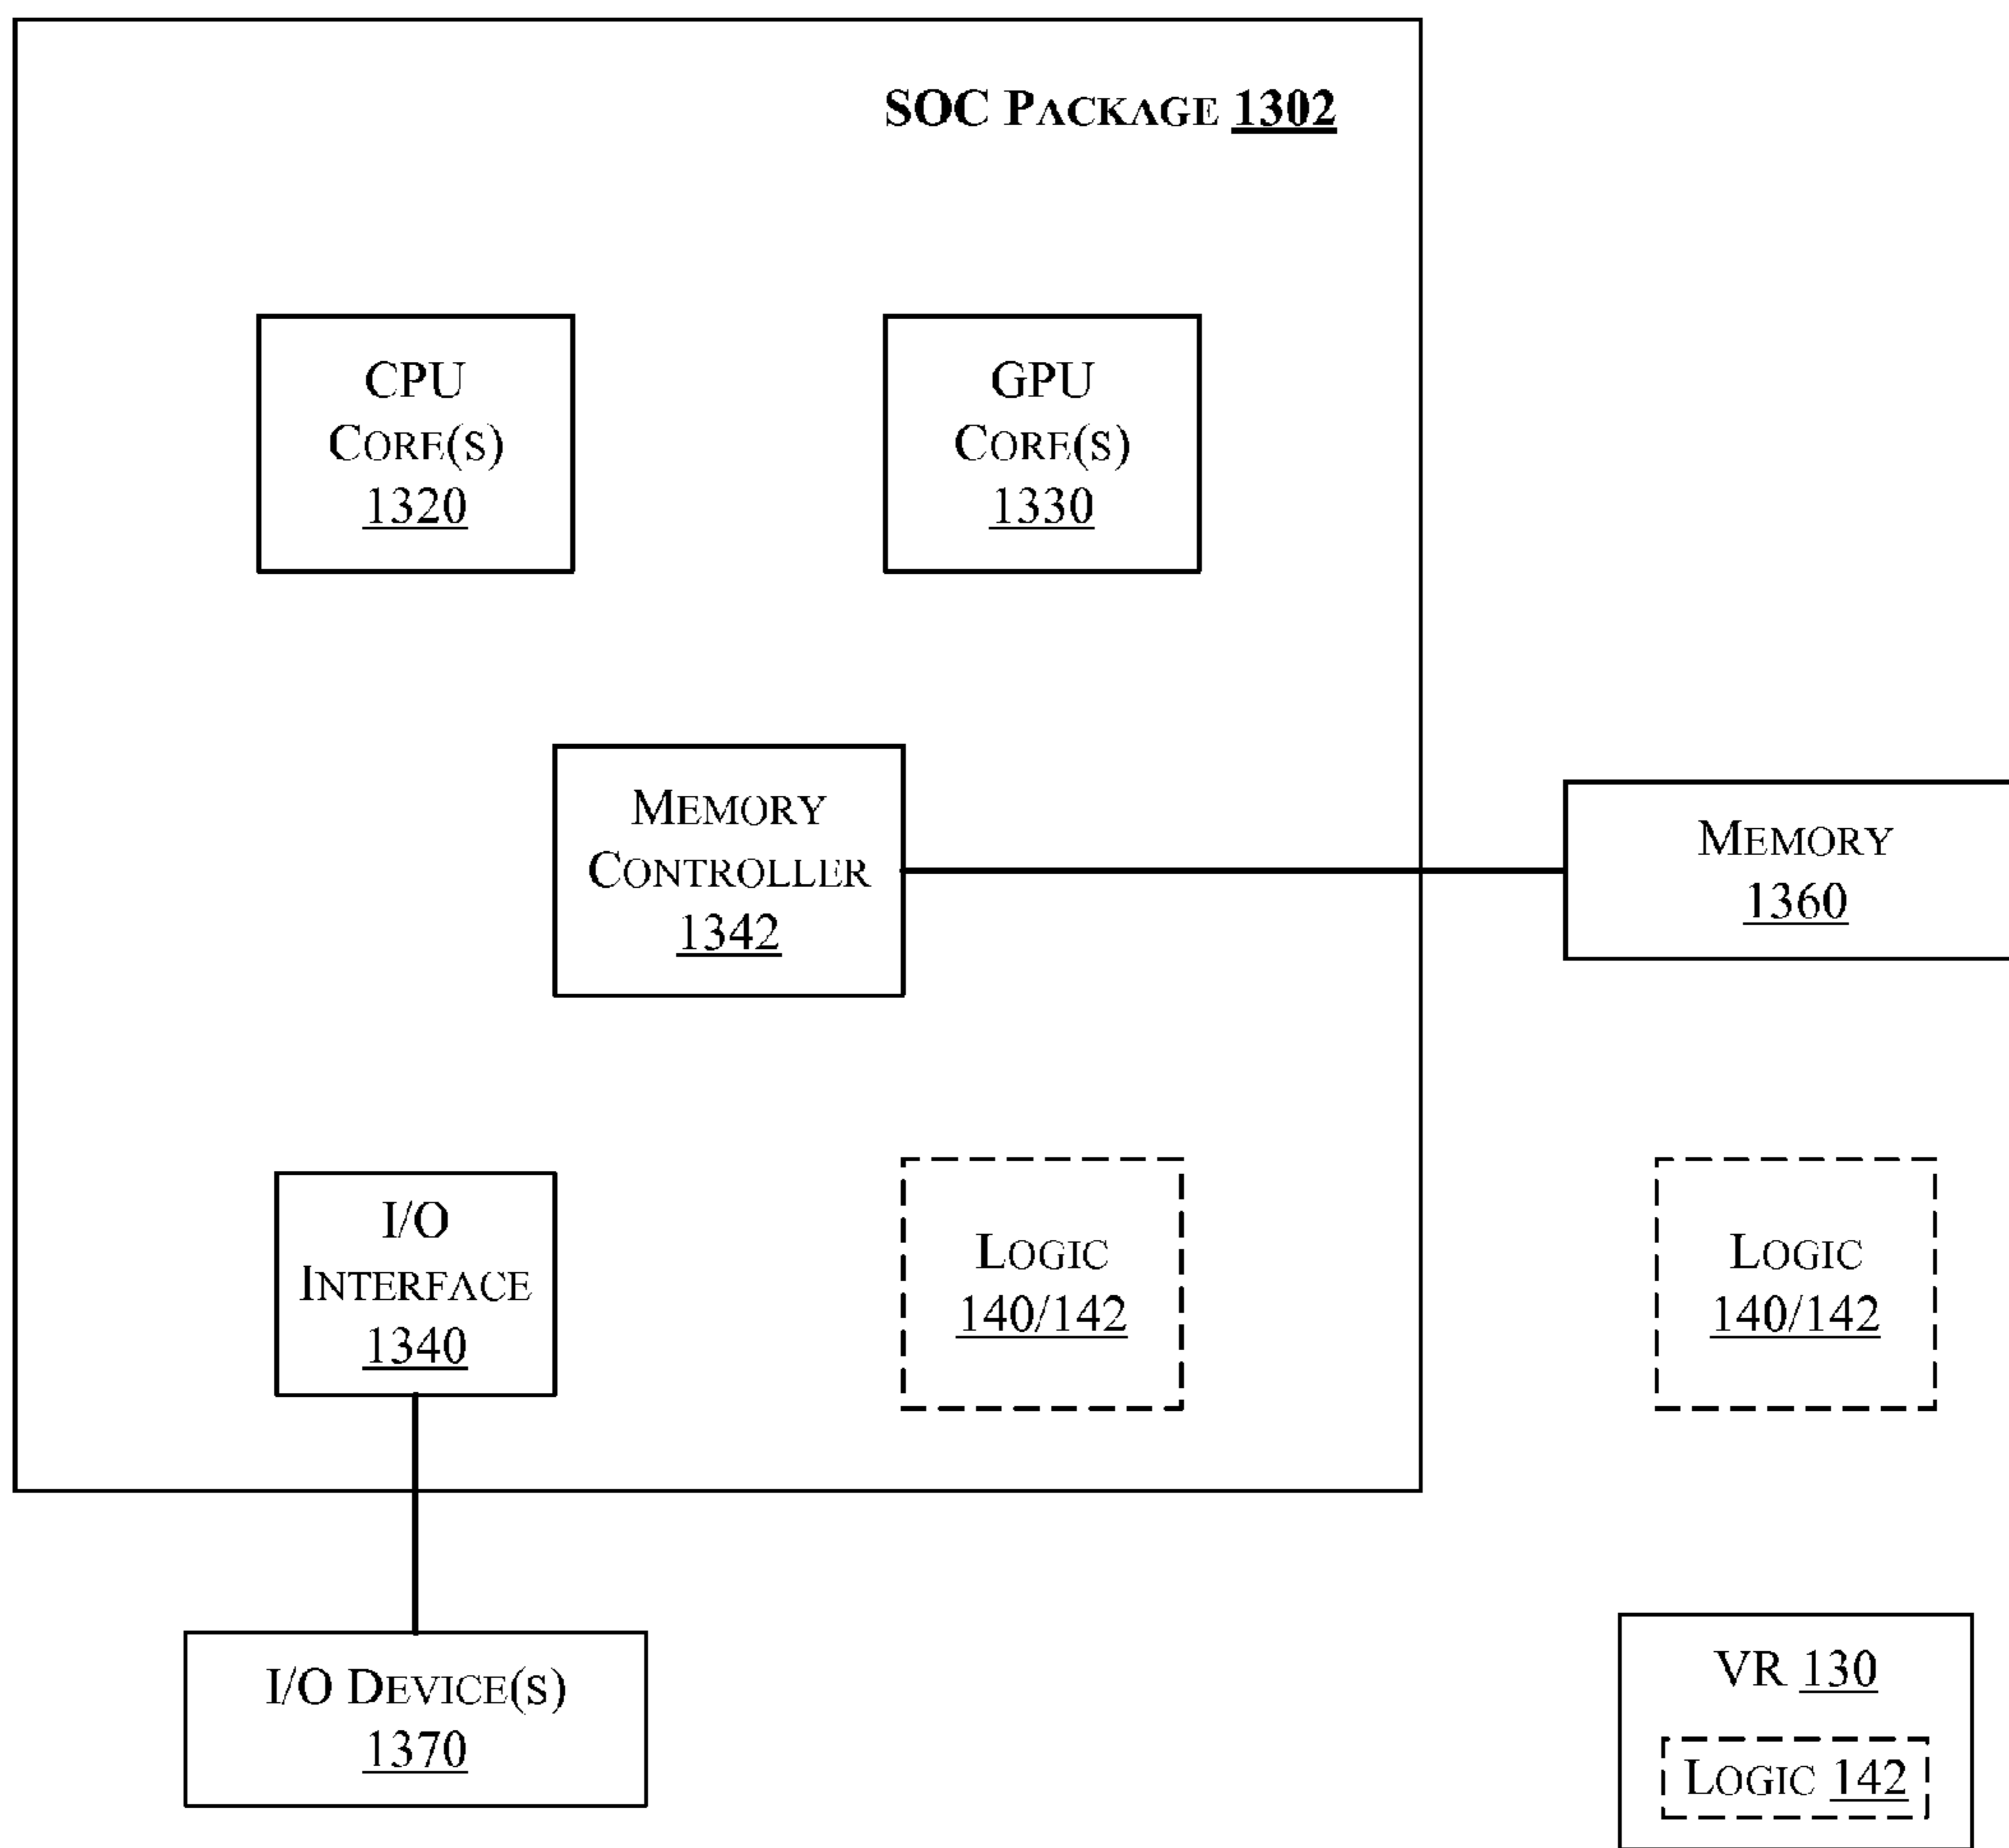 SOC PACKAGE 1302
CPU
CORE(S)
1320
GPU
CORE(S)
1330
MEMORY
CONTROLLER
1342
MEMORY
1360
I/O
INTERFACE
1340
LOGIC
140/142
LOGIC
140/142
I/O DEVICE(S)
1370
VR 130
LOGIC 142